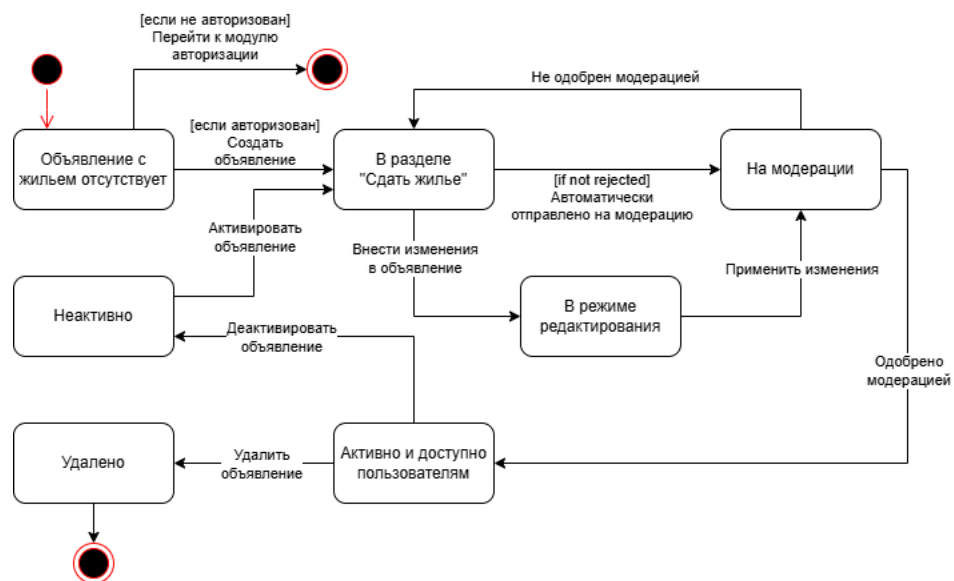 [если не авторизован]
Перейти к модулю
авторизации
Не одобрен модерацией
[если авторизован]
Создать
объявление
Объявление с
жильем отсутствует
В разделе
"Сдать жилье"
На модерации
[if not rejected]
Автоматически
отправлено на модерацию
Активировать
объявление
Внести изменения
в объявление
Применить изменения
Неактивно
В режиме
редактирования
Деактивировать
объявление
Одобрено
модерацией
Удалено
Удалить
объявление
Активно и доступно
пользователям